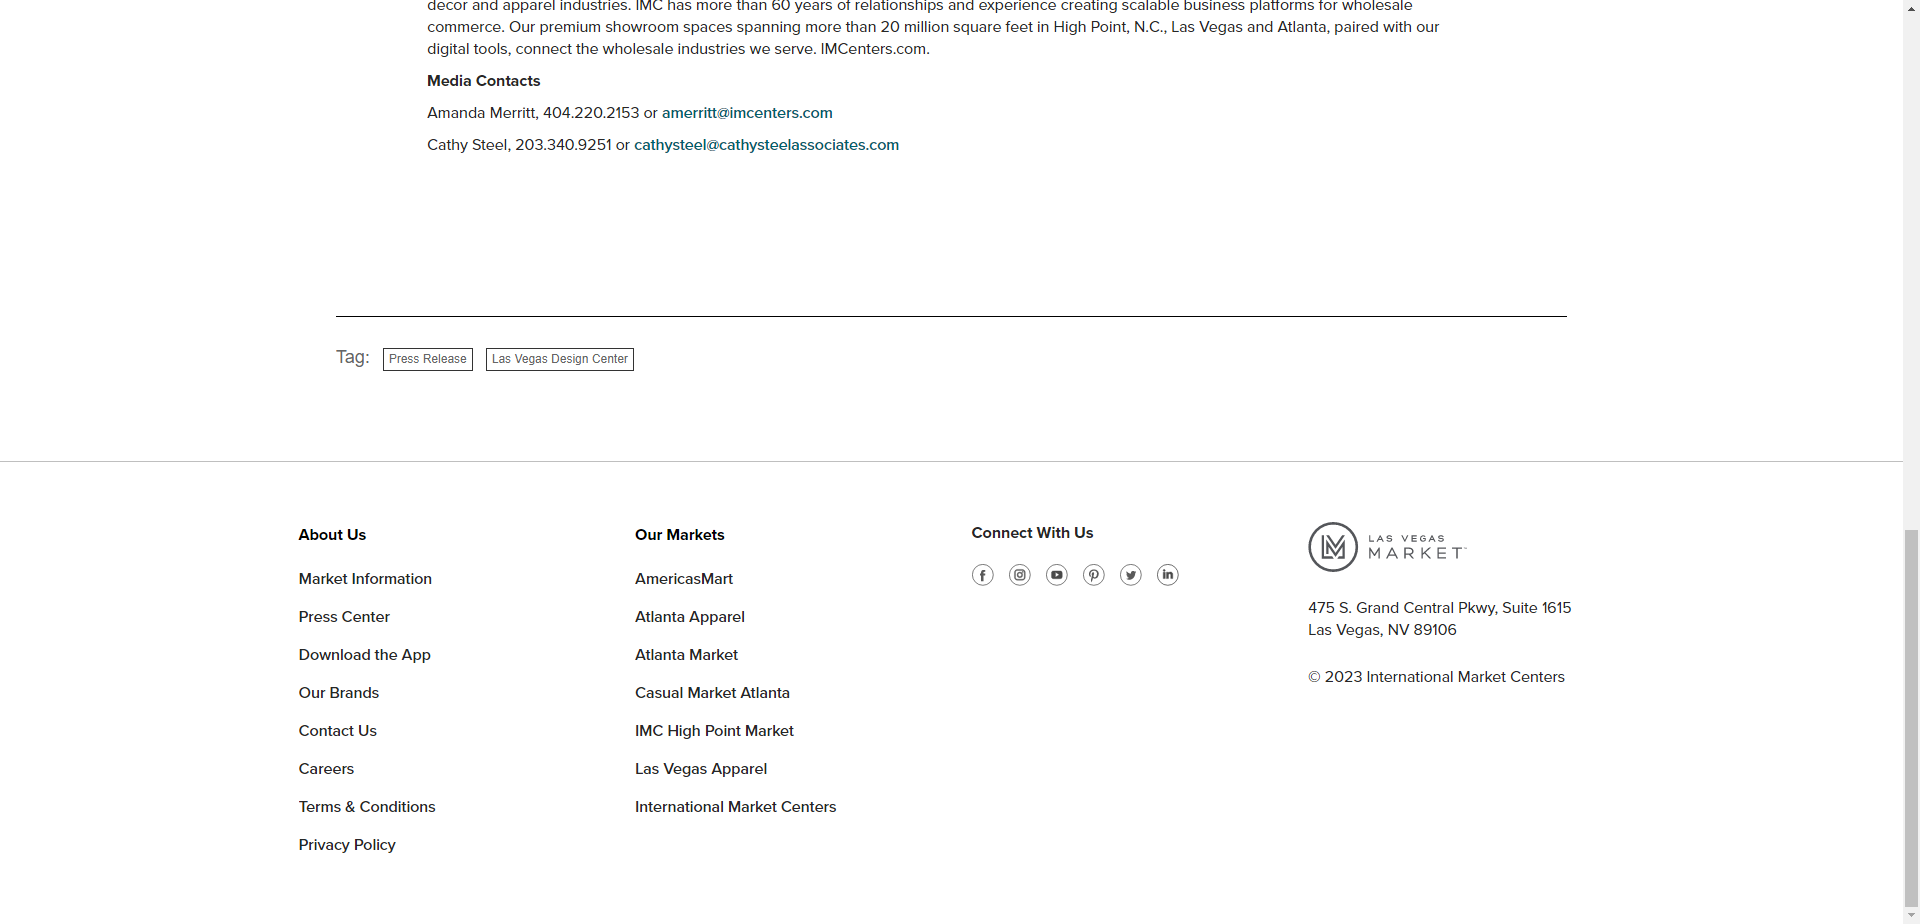 decor and apparel industries. IMC has more than 60 years of relationships and experience creating scalable business platforms for wholesale
commerce. Our premium showroom spaces spanning more than 20 million square feet in High Point, N.C., Las Vegas and Atlanta, paired with our
digital tools, connect the wholesale industries we serve. IMCenters.com.
Media Contacts
Amanda Merritt, 404.220.2153 or amerritt@imcenters.com
Cathy Steel, 203.340.9251 or cathysteel@cathysteelassociates.com
Tag: Press Release Las Vegas Design Center
About Us
Market Information
Press Center
Download the App
Our Brands
Contact Us
Careers
Terms & Conditions
Privacy Policy
Our Markets
AmericasMart
Atlanta Apparel
Atlanta Market
Casual Market Atlanta
IMC High Point Market
Las Vegas Apparel
International Market Centers
Connect With Us
LAS VEGAS
MARKET
475 S. Grand Central Pkwy, Suite 1615
Las Vegas, NV 89106
© 2023 International Market Centers